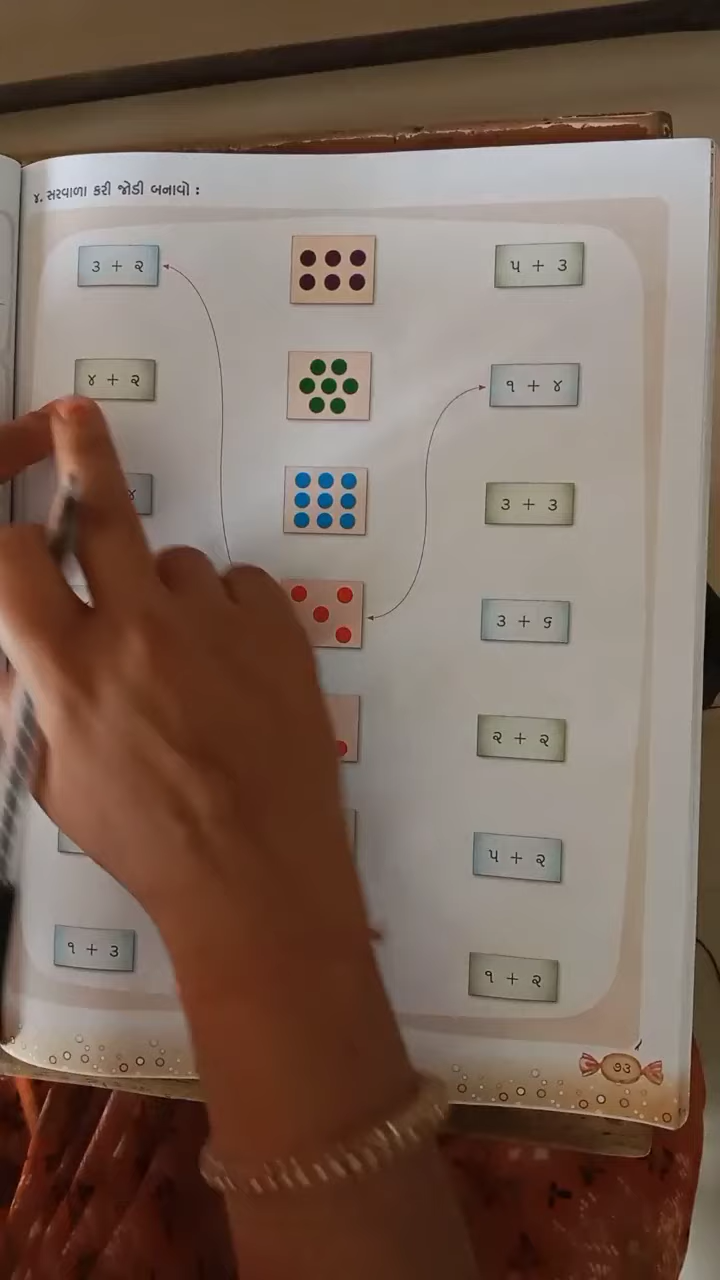 ૪. સરવાળા કરી જોડી બનાવો :
૩ + ૨
૫ + ૩
૪ + ૨
૧ + ૪
૪
૩ + ૩
૩ + ૬
૨ + ૨
૫ + ૨
૧ + ૩
૧ + ૨
૭૩